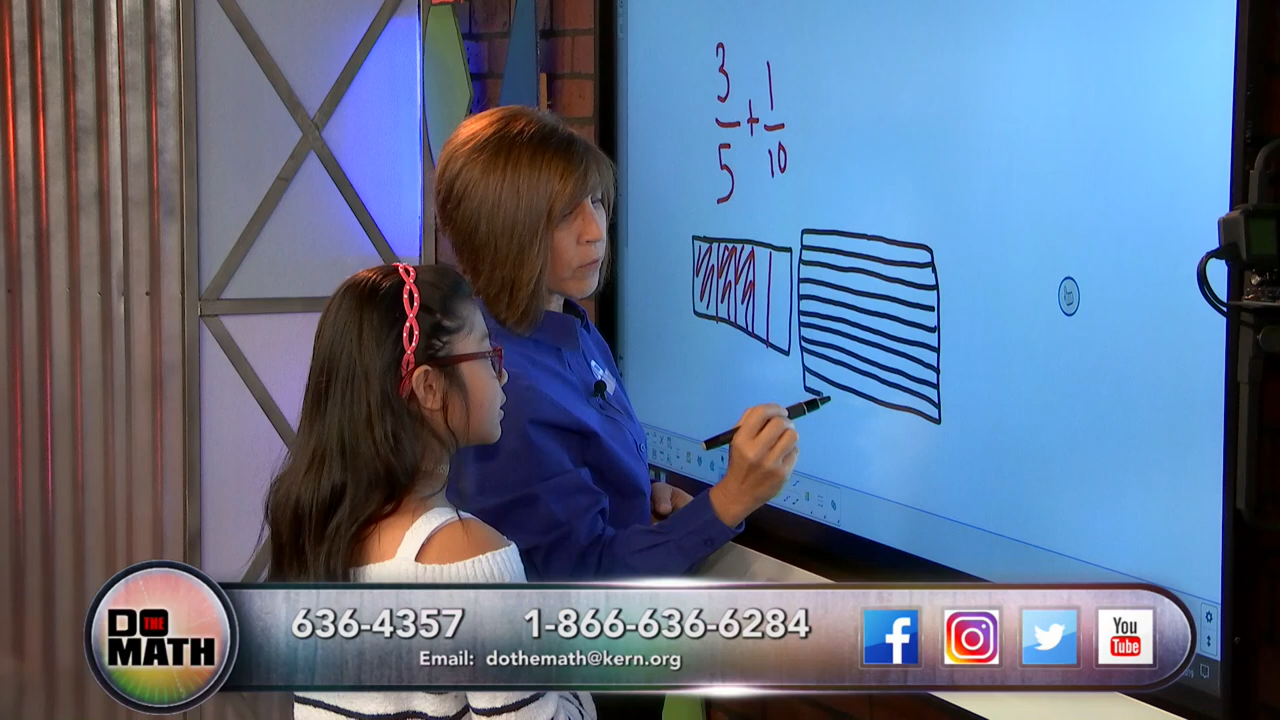 3/5 + 1/10
DO THE MATH
636-4357 1-866-636-6284
Email: dothemath@kern.org
f
You Tube